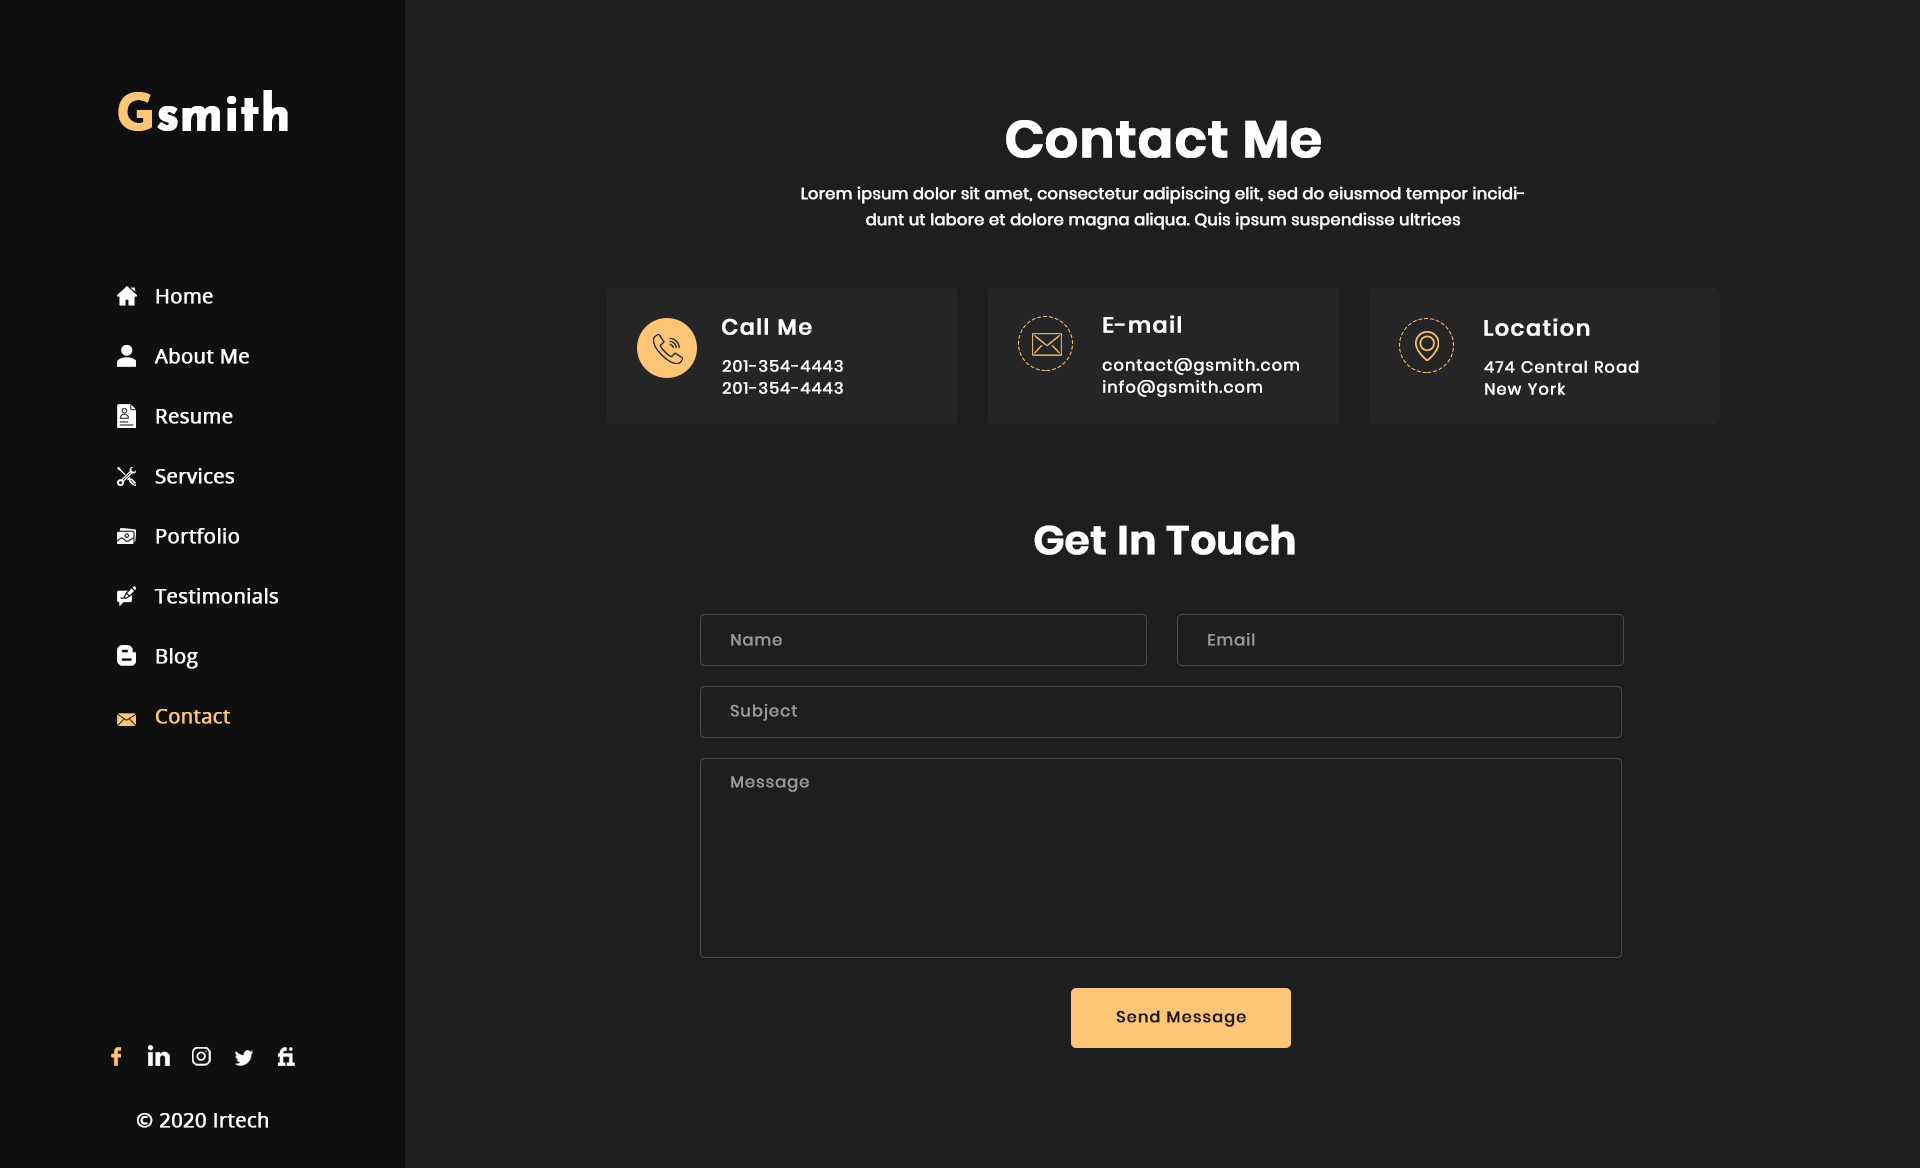 Gsmith
Home
About Me
Resume
Services
Portfolio
Testimonials
Blog
Contact
© 2020 Irtech
Contact Me
Lorem ipsum dolor sit amet, consectetur adipiscing elit, sed do eiusmod tempor incidi-
dunt ut labore et dolore magna aliqua. Quis ipsum suspendisse ultrices
Call Me
201-354-4443
201-354-4443
E-mail
contact@gsmith.com
info@gsmith.com
Location
474 Central Road
New York
Get In Touch
Name
Email
Subject
Message
Send Message